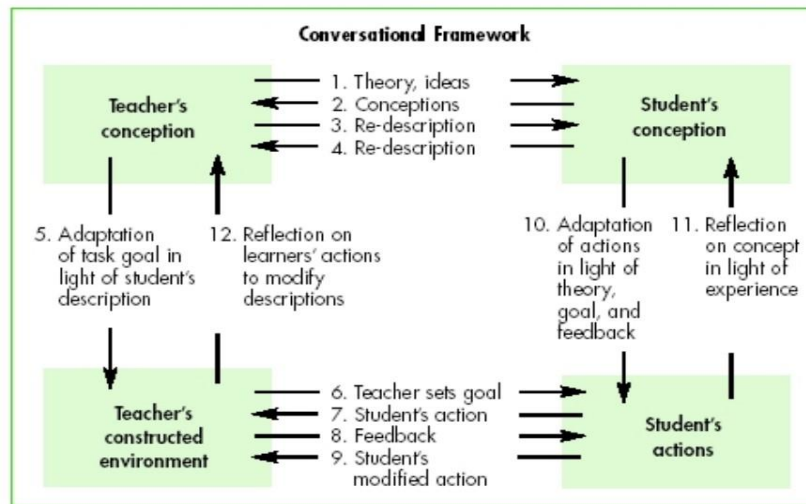 Conversational Framework
Teacher's
conception
1. Theory, ideas
2. Conceptions
3. Re-description
4. Re-description
Student's
conception
5. Adaptation
of task goal in
light of student's
description
12. Reflection on
learners' actions
to modify
descriptions
10. Adaptation
of actions
in light of
theory,
goal, and
feedback
11. Reflection
on concept
in light of
experience
Teacher's
constructed
environment
6. Teacher sets goal
7. Student's action
8. Feedback
9. Student's
modified action
Student's
actions